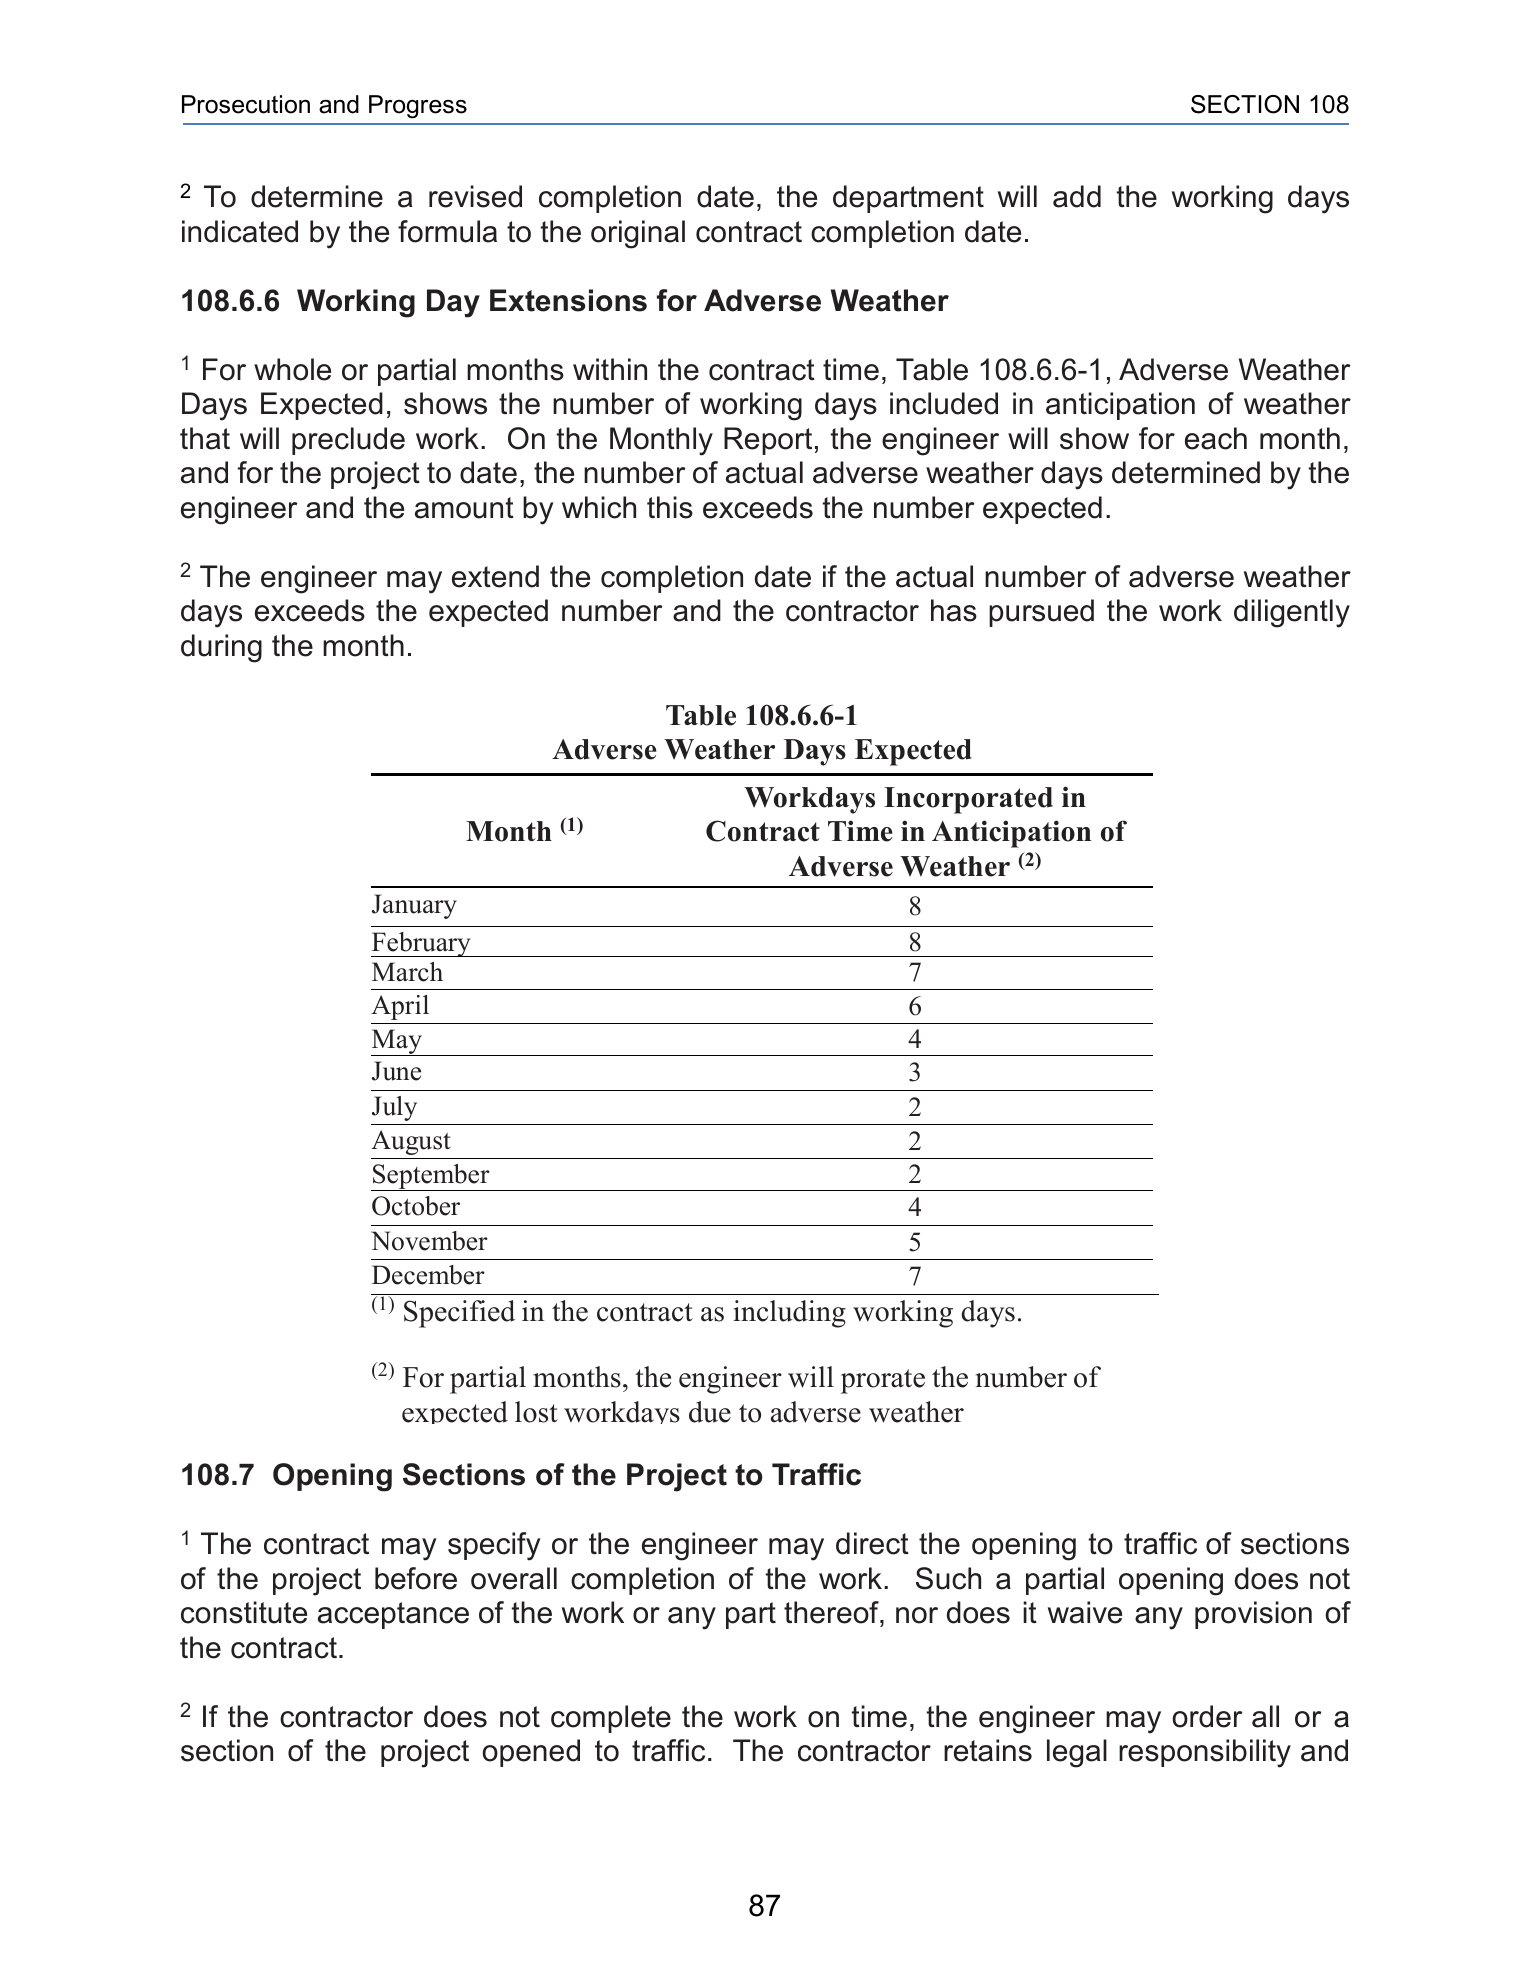 Prosecution and Progress SECTION 108
2 To determine a revised completion date, the department will add the working days
indicated by the formula to the original contract completion date.
108.6.6 Working Day Extensions for Adverse Weather
1 For whole or partial months within the contract time, Table 108.6.6-1, Adverse Weather
Days Expected, shows the number of working days included in anticipation of weather
that will preclude work. On the Monthly Report, the engineer will show for each month,
and for the project to date, the number of actual adverse weather days determined by the
engineer and the amount by which this exceeds the number expected.
2 The engineer may extend the completion date if the actual number of adverse weather
days exceeds the expected number and the contractor has pursued the work diligently
during the month.
Table 108.6.6-1
Adverse Weather Days Expected
Workdays Incorporated in
Month (1) Contract Time in Anticipation of
Adverse Weather (2)
January 8
February 8
March 7
April 6
May 4
June 3
July 2
August 2
September 2
October 4
November 5
December 7
(1) Specified in the contract as including working days.
(2) For partial months, the engineer will prorate the number of
expected lost workdays due to adverse weather
108.7 Opening Sections of the Project to Traffic
1 The contract may specify or the engineer may direct the opening to traffic of sections
of the project before overall completion of the work. Such a partial opening does not
constitute acceptance of the work or any part thereof, nor does it waive any provision of
the contract.
2 If the contractor does not complete the work on time, the engineer may order all or a
section of the project opened to traffic. The contractor retains legal responsibility and
87